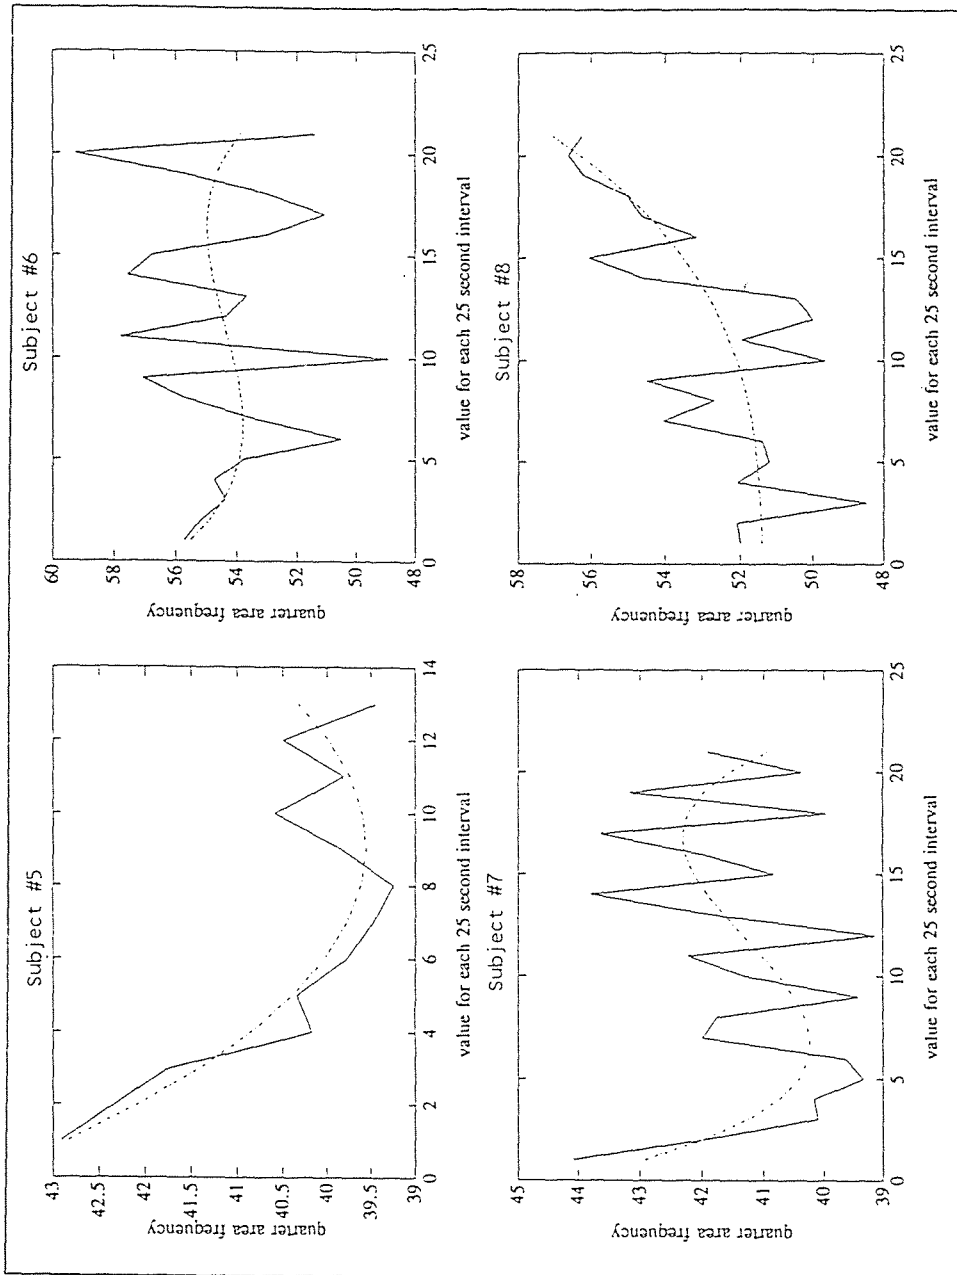 Subject #5
quarter area frequency
43
42.5
42
41.5
41
40.5
40
39.5
39
0 2 4 6 8 10 12 14
value for each 25 second interval
Subject #6
quarter area frequency
60
58
56
54
52
50
48
0 5 10 15 20 25
value for each 25 second interval
Subject #7
quarter area frequency
45
44
43
42
41
40
39
0 5 10 15 20 25
value for each 25 second interval
Subject #8
quarter area frequency
58
56
54
52
50
48
0 5 10 15 20 25
value for each 25 second interval